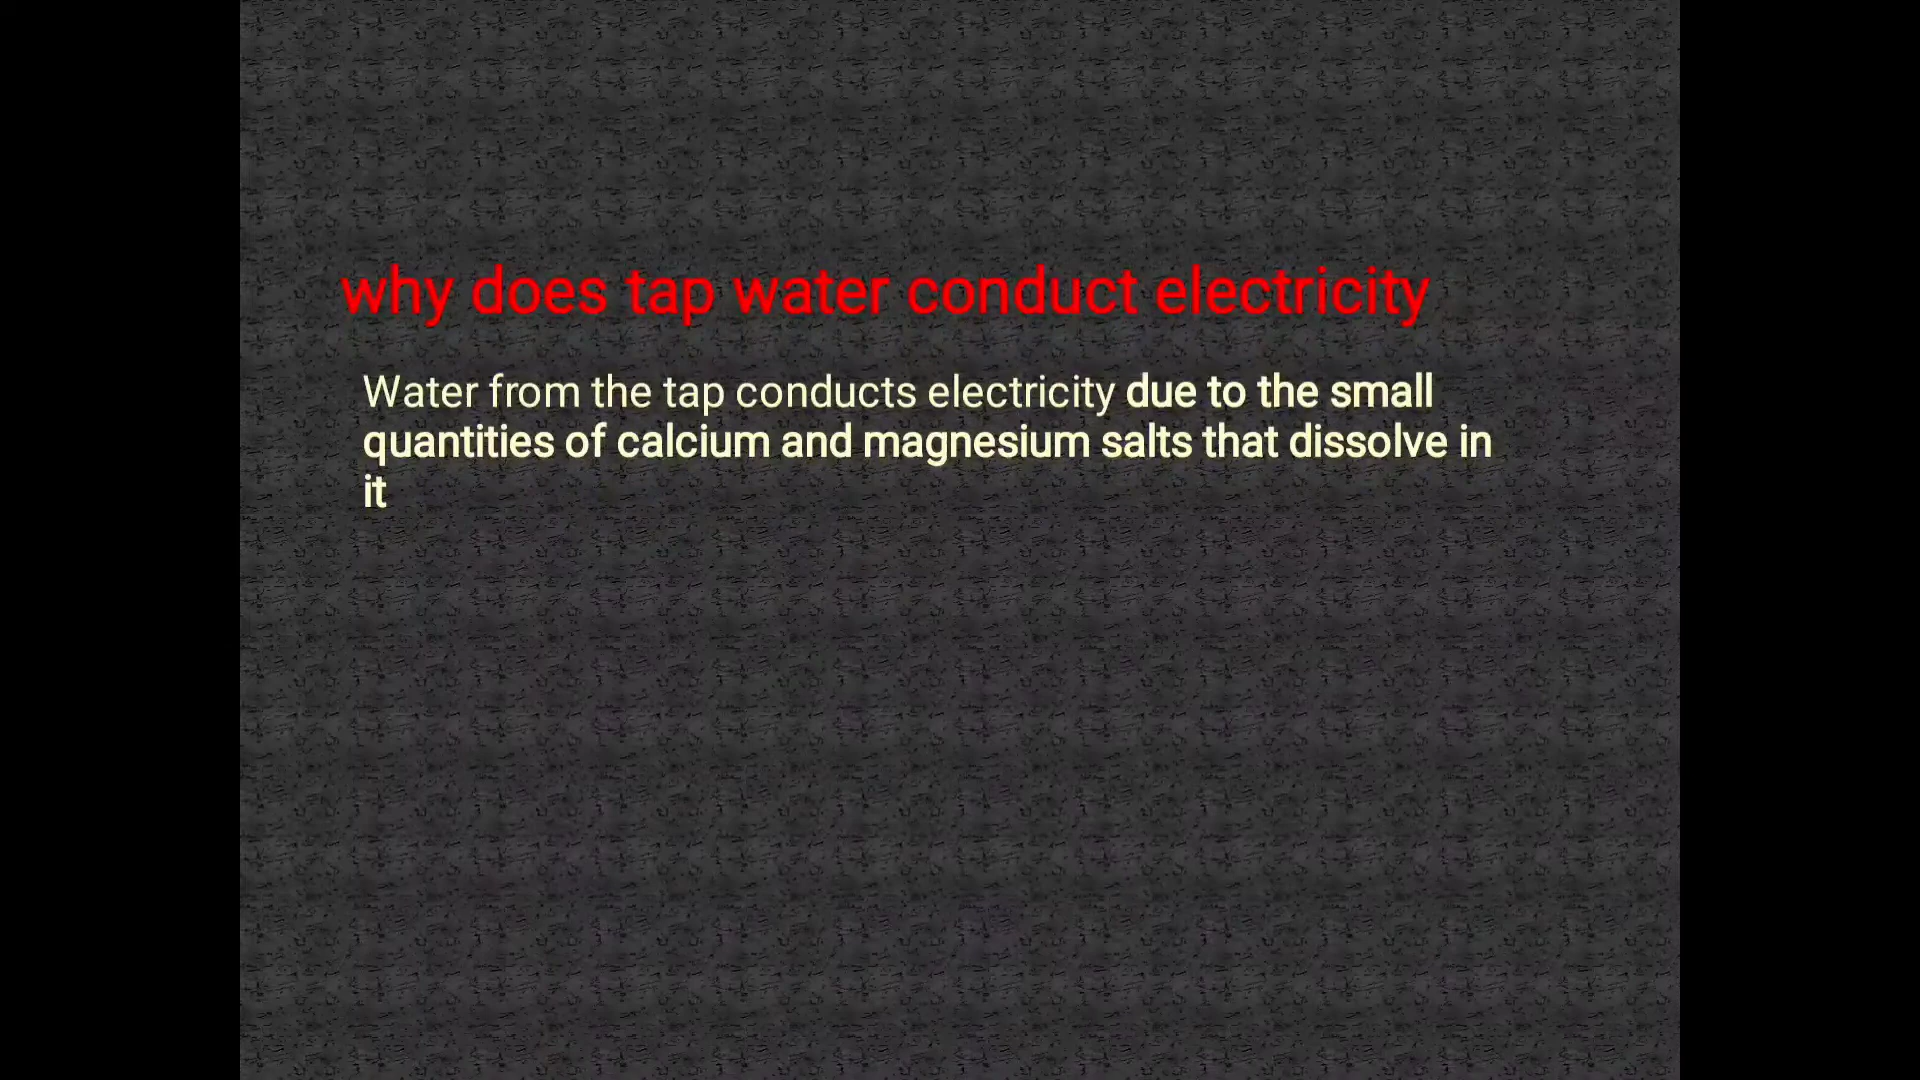 why does tap water conduct electricity
Water from the tap conducts electricity due to the small
quantities of calcium and magnesium salts that dissolve in
it